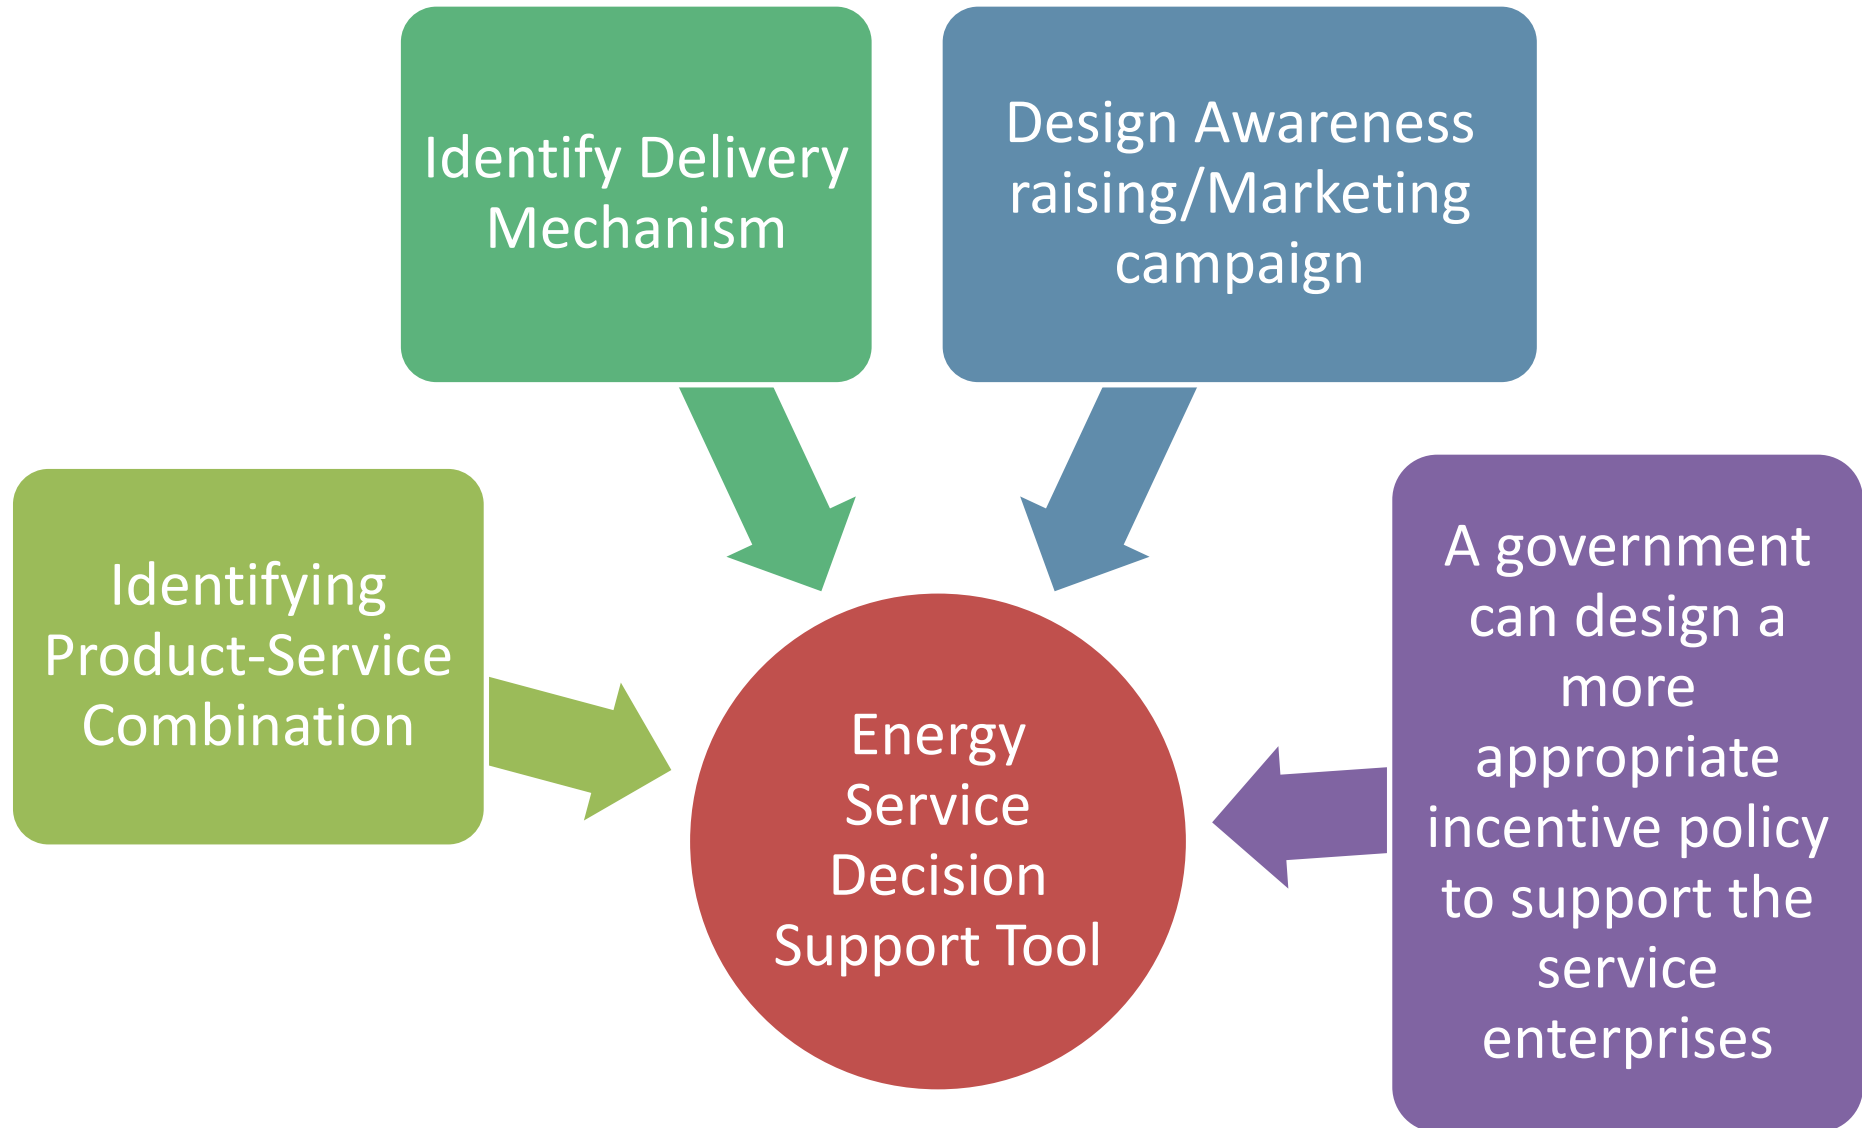 Identify Delivery
Mechanism
Design Awareness
raising/Marketing
campaign
Identifying
Product-Service
Combination
A government
can design a
more
appropriate
incentive policy
to support the
service
enterprises
Energy
Service
Decision
Support Tool